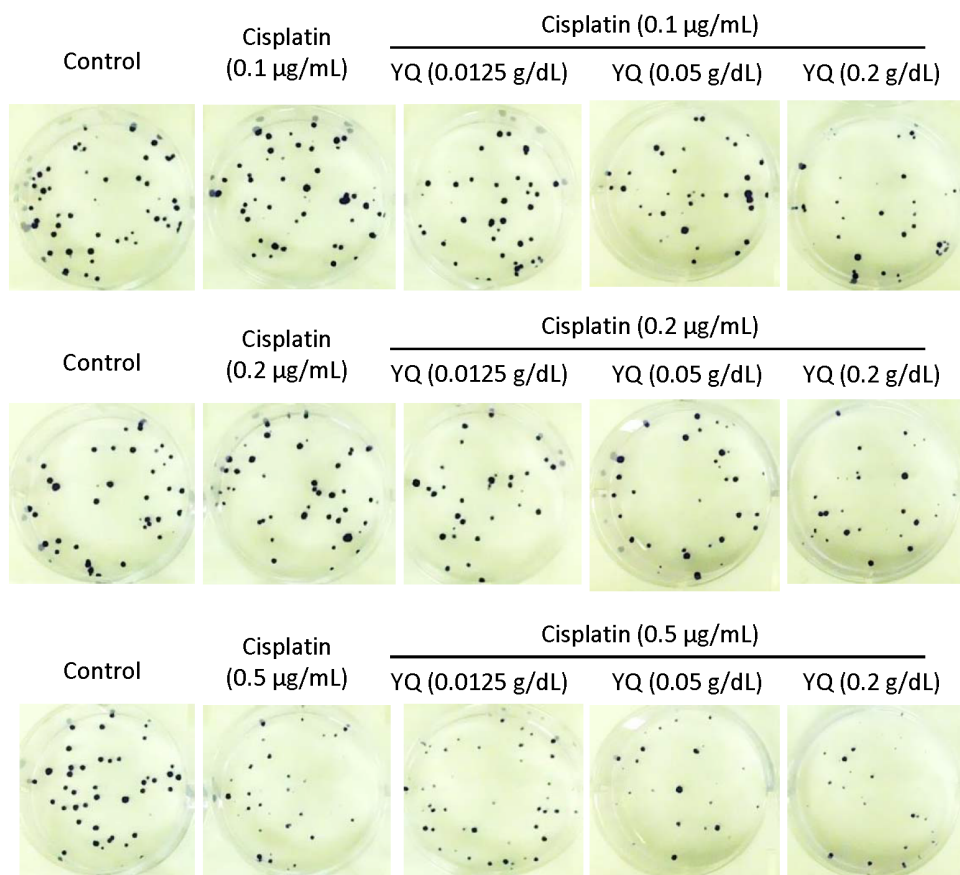 Control
Cisplatin
(0.1 µg/mL)
Cisplatin (0.1 µg/mL)
YQ (0.0125 g/dL)
YQ (0.05 g/dL)
YQ (0.2 g/dL)
Control
Cisplatin
(0.2 µg/mL)
Cisplatin (0.2 µg/mL)
YQ (0.0125 g/dL)
YQ (0.05 g/dL)
YQ (0.2 g/dL)
Control
Cisplatin
(0.5 µg/mL)
Cisplatin (0.5 µg/mL)
YQ (0.0125 g/dL)
YQ (0.05 g/dL)
YQ (0.2 g/dL)